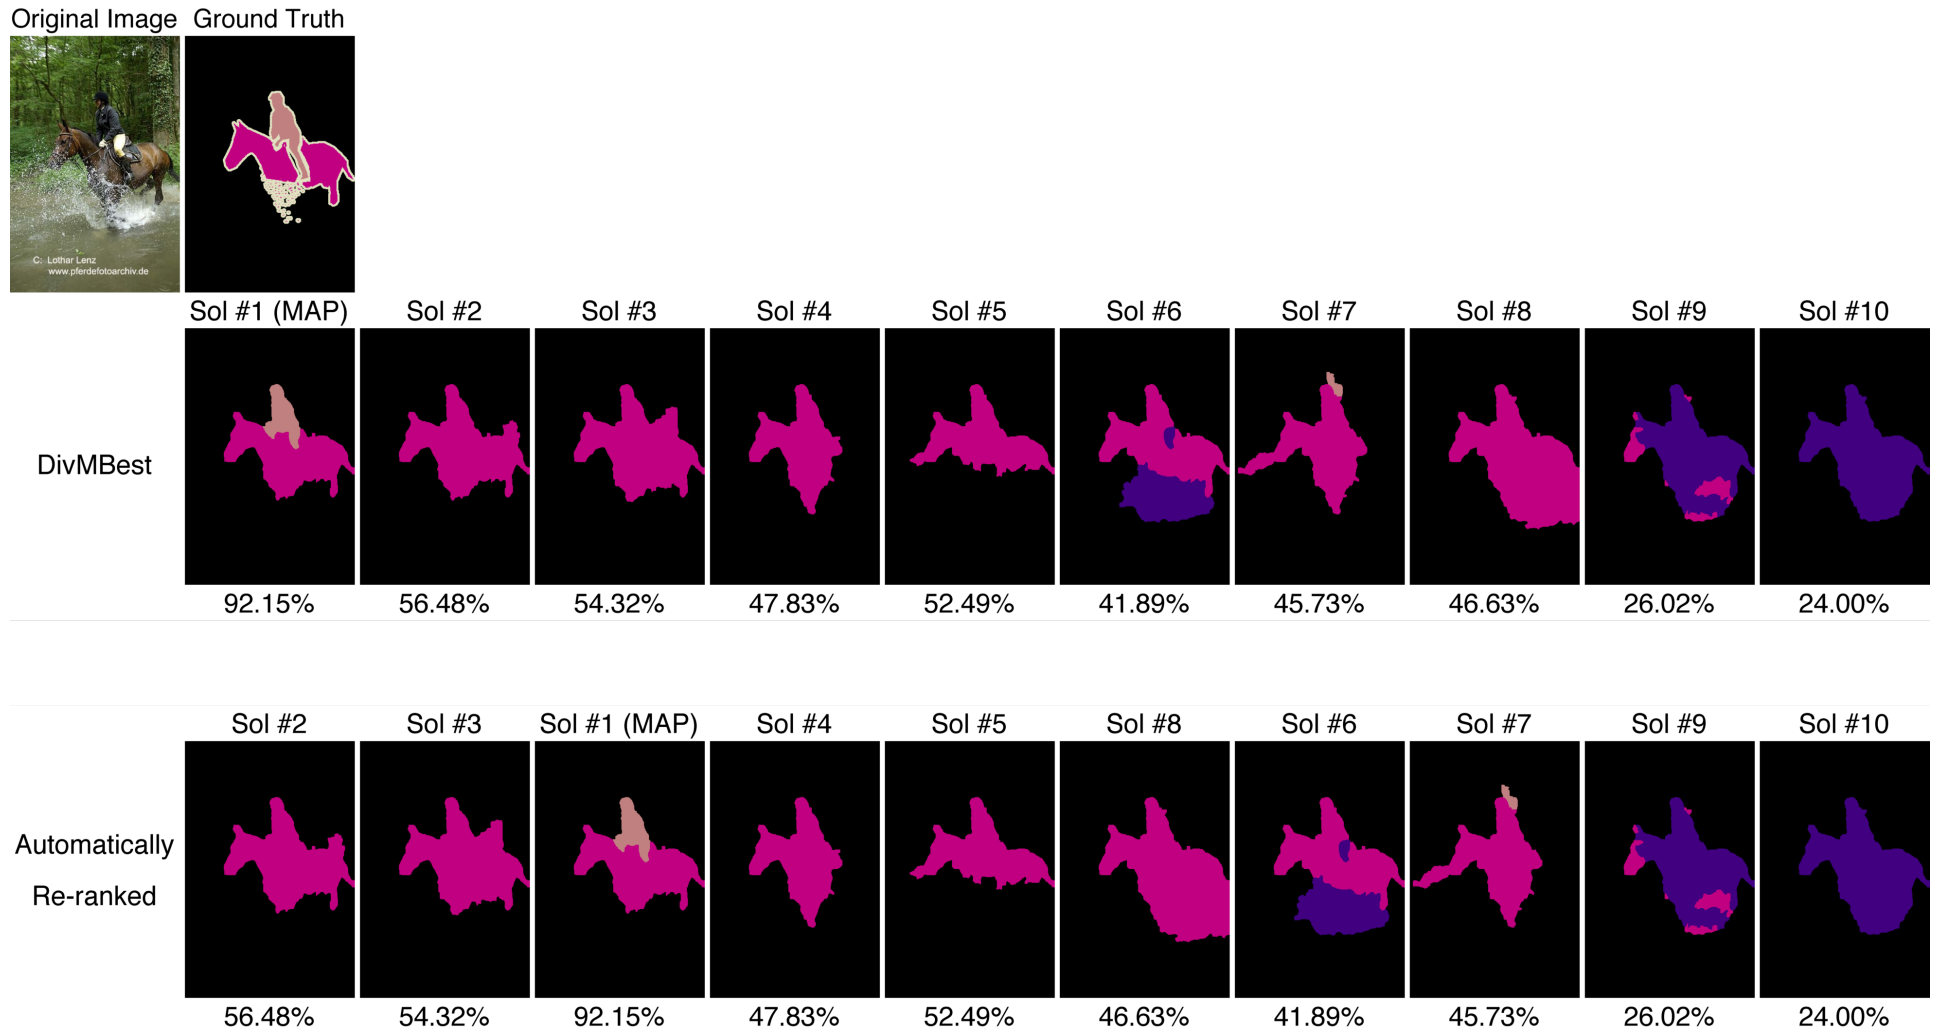 Original Image Ground Truth
C: Lothar Lenz
www.pferdefotoarchiv.de
Sol #1 (MAP) Sol #2 Sol #3 Sol #4 Sol #5 Sol #6 Sol #7 Sol #8 Sol #9 Sol #10
DivMBest
92.15% 56.48% 54.32% 47.83% 52.49% 41.89% 45.73% 46.63% 26.02% 24.00%
Sol #2 Sol #3 Sol #1 (MAP) Sol #4 Sol #5 Sol #8 Sol #6 Sol #7 Sol #9 Sol #10
Automatically
Re-ranked
56.48% 54.32% 92.15% 47.83% 52.49% 46.63% 41.89% 45.73% 26.02% 24.00%